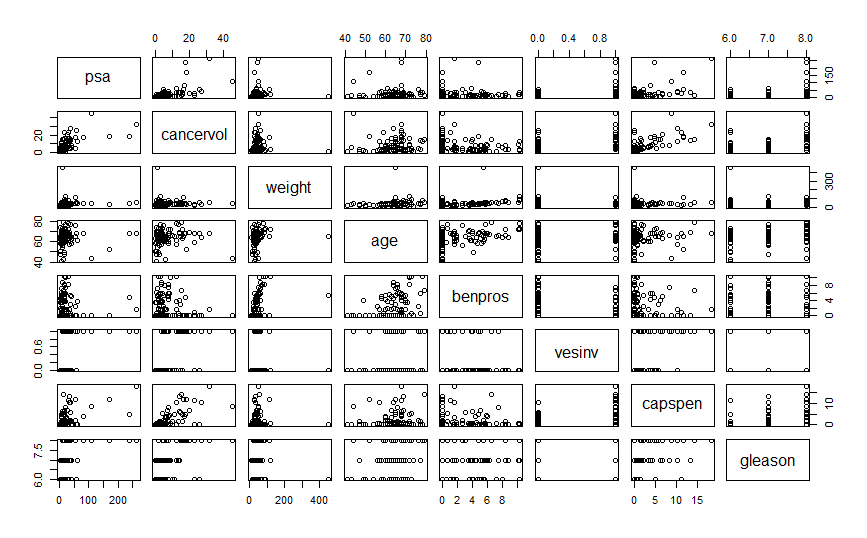 0 20 40 40 50 60 70 80 0.0 0.4 1.0 6.0 7.0 8.0
psa 0 150
0 20 cancervol
weight 0 300
40 60 80 age
benpros 0 4 8
0.0 0.6 vesinv
capspen 0 10
6.0 7.5 gleason
0 100 200 0 200 400 0 2 4 6 8 0 5 10 15